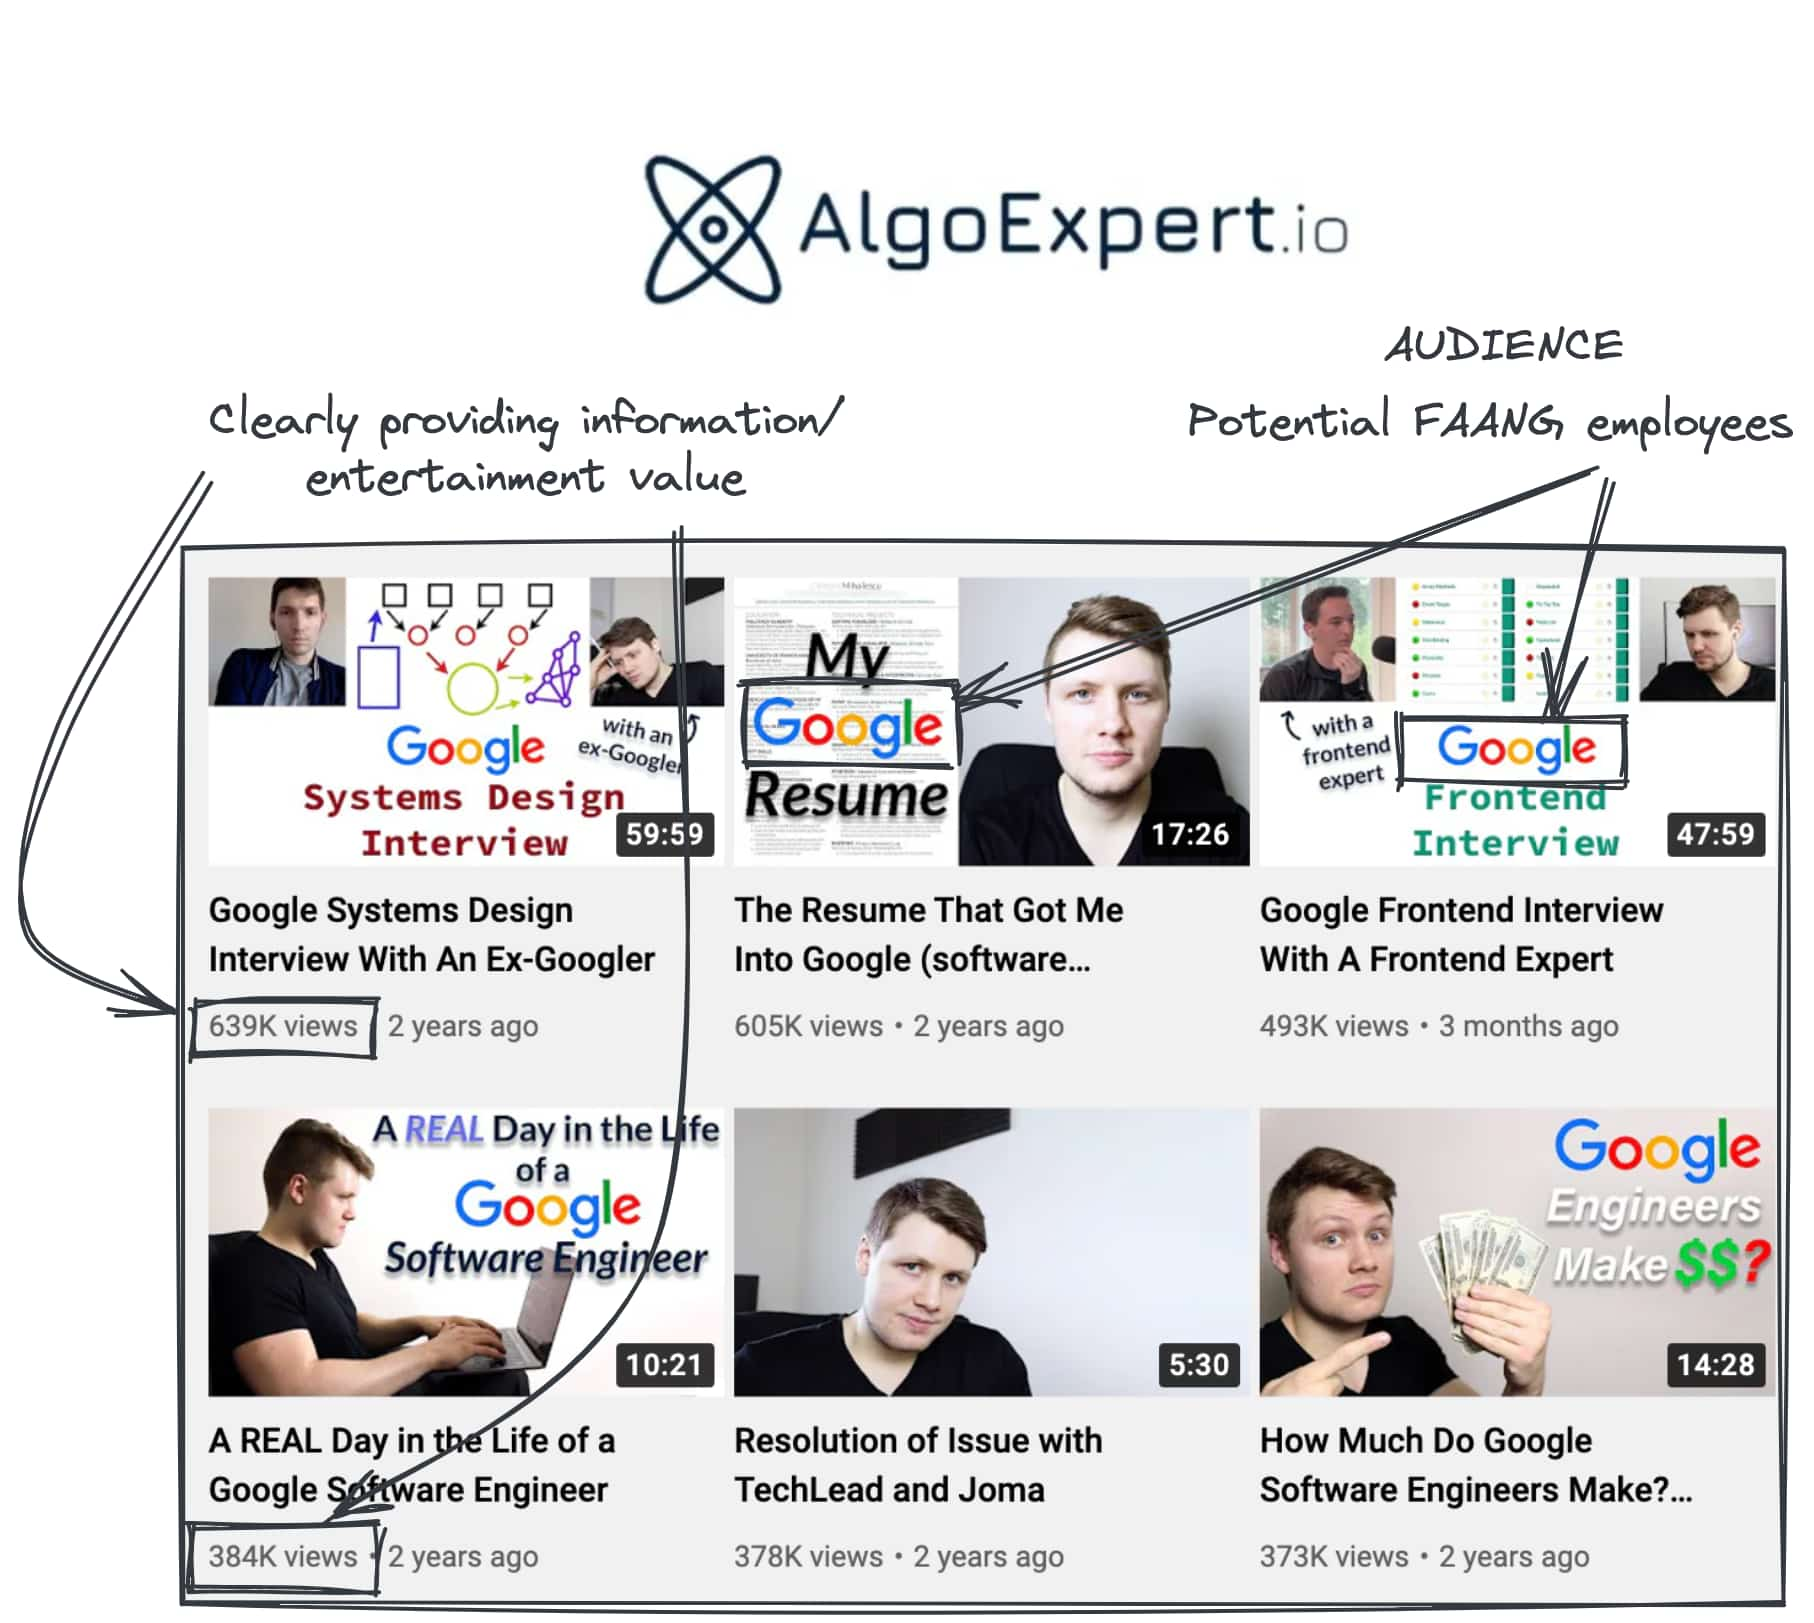 AlgoExpert.io
AUDIENCE
Clearly providing information/
entertainment value
Potential FAANG employees
Google
with an
ex-Googler
Systems Design
Interview
59:59
My
Google
Resume
17:26
with a
frontend
expert
Google
Frontend
Interview
47:59
Google Systems Design
Interview With An Ex-Googler
639K views 2 years ago
The Resume That Got Me
Into Google (software...
605K views • 2 years ago
Google Frontend Interview
With A Frontend Expert
493K views • 3 months ago
A REAL Day in the Life
of a
Google
Software Engineer
10:21
5:30
Google
Engineers
Make $$?
14:28
A REAL Day in the Life of a
Google Software Engineer
384K views • 2 years ago
Resolution of Issue with
TechLead and Joma
378K views • 2 years ago
How Much Do Google
Software Engineers Make?...
373K views • 2 years ago